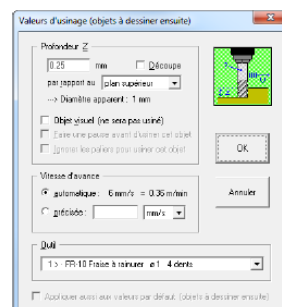 Valeurs d'usinage (objets à dessiner ensuite)
Profondeur Z
0.25 mm Découpe
par rapport au plan supérieur
---> Diamètre apparent : 1 mm
Objet visuel (ne sera pas usiné)
Faire une pause avant d'usiner cet objet
Ignorer les paliers pour usiner cet objet
OK
Vitesse d'avance
automatique : 6 mm/s = 0.36 m/min
précisée : mm/s
Annuler
Outil
1 > FR-10 Fraise à rainurer ø1 4 dents
Appliquer aussi aux valeurs par défaut (objets à dessiner ensuite)